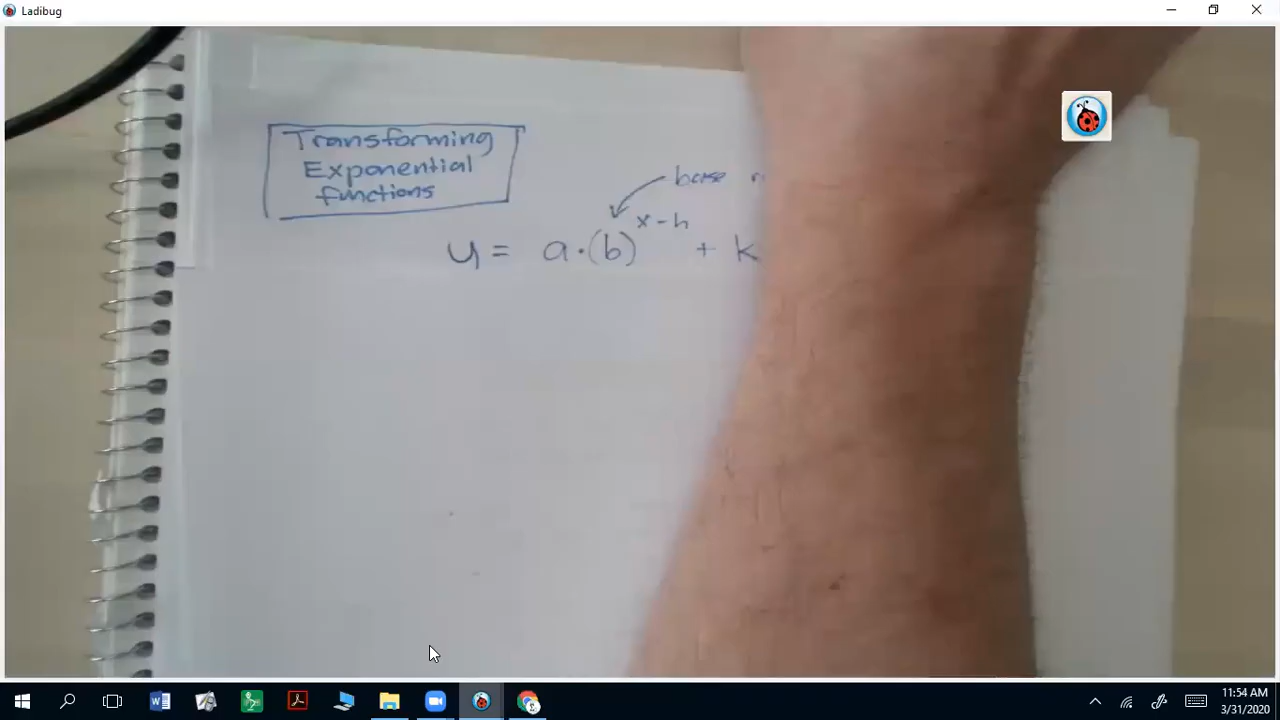 Ladibug
Transforming
Exponential
functions
base
y = a·(b)^{x-h} + k
11:54 AM
3/31/2020